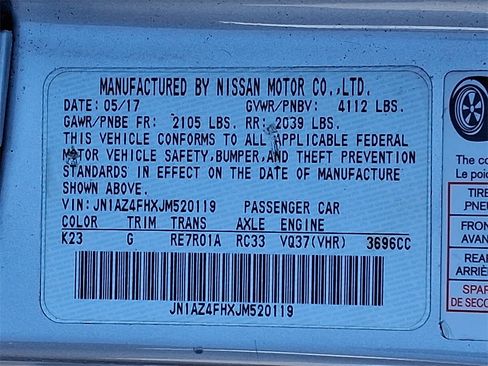 MANUFACTURED BY NISSAN MOTOR CO.,LTD.
DATE: 05/17 GVWR/PNBV: 4112 LBS.
GAWR/PNBE FR: 2105 LBS. RR: 2039 LBS.
THIS VEHICLE CONFORMS TO ALL APPLICABLE FEDERAL
MOTOR VEHICLE SAFETY,BUMPER,AND THEFT PREVENTION
STANDARDS IN EFFECT ON THE DATE OF MANUFACTURE
SHOWN ABOVE.
VIN: JN1AZ4FHXJM520119 PASSENGER CAR
COLOR TRIM TRANS AXLE ENGINE
K23 G RE7R01A RC33 VQ37(VHR) 3696CC
JN1AZ4FHXJM520119
The co
Le poi
TIRE
PNEU
FRON
AVAN
REA
ARRIÈR
SPAR
DE SECO